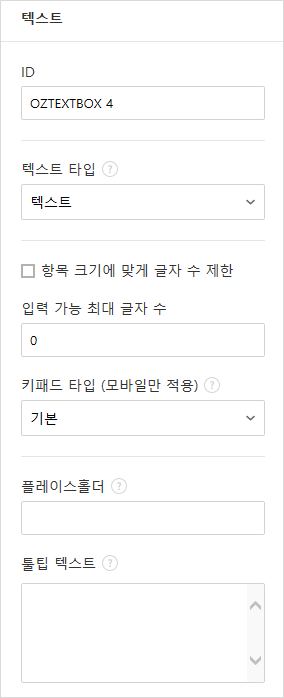 텍스트
ID
OZTEXTBOX 4
텍스트 타입 ?
텍스트
항목 크기에 맞게 글자 수 제한
입력 가능 최대 글자 수
0
키패드 타입 (모바일만 적용) ?
기본
플레이스홀더 ?
툴팁 텍스트 ?